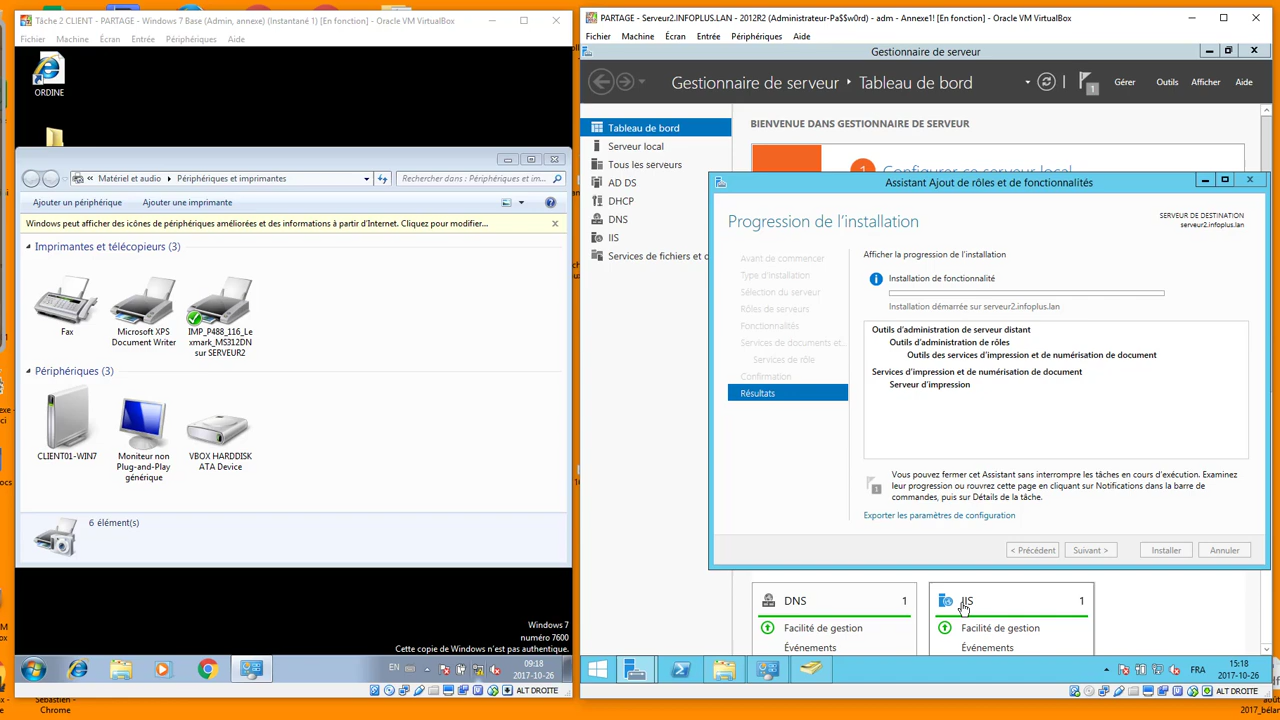 Tâche 2 CLIENT - PARTAGE - Windows 7 Base (Admin, annexe) (Instantané 1) [En fonction] - Oracle VM VirtualBox
Fichier Machine Écran Entrée Périphériques Aide
ORDINE
Matériel et audio Périphériques et imprimantes
Rechercher dans : Périphériques et im...
Ajouter un périphérique Ajouter une imprimante
Windows peut afficher des icônes de périphériques améliorées et des informations à partir d'Internet. Cliquez pour modifier...
Imprimantes et télécopieurs (3)
Fax
Microsoft XPS
Document Writer
IMP_P488_116_Le
xmark_MS312DN
sur SERVEUR2
Périphériques (3)
CLIENT01-WIN7
Moniteur non
Plug-and-Play
générique
VBOX HARDDISK
ATA Device
6 élément(s)
Windows 7
numéro 7600
Cette copie de Windows n'est pas authentique.
EN
09:18
2017-10-26
ALT DROITE
PARTAGE - Serveur2.INFOPLUS.LAN - 2012R2 (Administrateur-Pa$$w0rd) - adm - Annexe1! [En fonction] - Oracle VM VirtualBox
Fichier Machine Écran Entrée Périphériques Aide
Gestionnaire de serveur
Gestionnaire de serveur Tableau de bord
1
Gérer Outils Afficher Aide
Tableau de bord
Serveur local
Tous les serveurs
AD DS
DHCP
DNS
IIS
Services de fichiers et d
BIENVENUE DANS GESTIONNAIRE DE SERVEUR
1 Configurer ce serveur local
Assistant Ajout de rôles et de fonctionnalités
Progression de l'installation
SERVEUR DE DESTINATION
serveur2.infoplus.lan
Avant de commencer
Type d'installation
Sélection du serveur
Rôles de serveurs
Fonctionnalités
Services de documents et...
Services de rôle
Confirmation
Résultats
Afficher la progression de l'installation
Installation de fonctionnalité
Installation démarrée sur serveur2.infoplus.lan
Outils d'administration de serveur distant
Outils d'administration de rôles
Outils des services d'impression et de numérisation de document
Services d'impression et de numérisation de document
Serveur d'impression
1
Vous pouvez fermer cet Assistant sans interrompre les tâches en cours d'exécution. Examinez
leur progression ou rouvrez cette page en cliquant sur Notifications dans la barre de
commandes, puis sur Détails de la tâche.
Exporter les paramètres de configuration
< Précédent Suivant > Installer Annuler
DNS 1
Facilité de gestion
Événements
IIS 1
Facilité de gestion
Événements
FRA
15:18
2017-10-26
ALT DROITE
Sébastien -
Chrome
2017_bélan